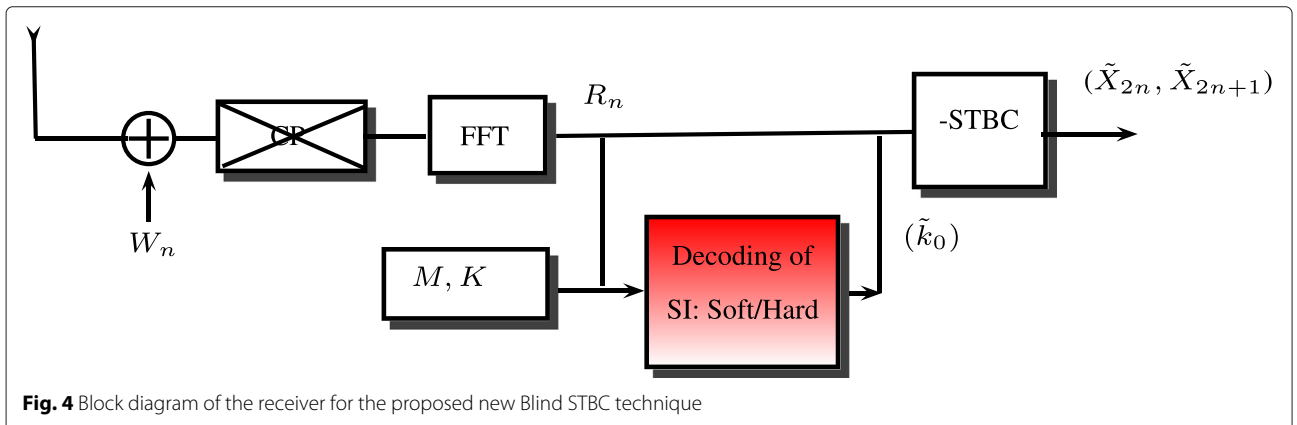 (X̃₂ₙ, X̃₂ₙ₊₁)
Rₙ
CP
FFT
-STBC
Wₙ
(k̃₀)
M, K
Decoding of
SI: Soft/Hard
Fig. 4 Block diagram of the receiver for the proposed new Blind STBC technique